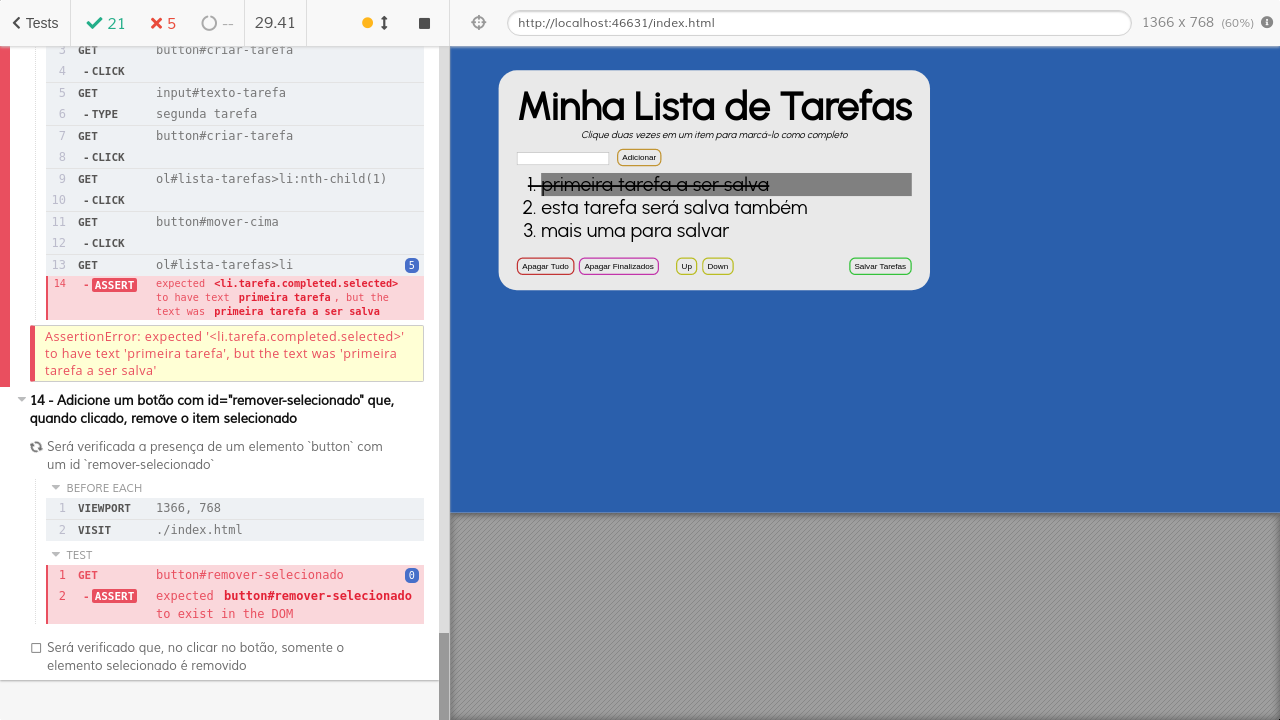 Tests
21
5
--
29.41
http://localhost:46631/index.html
1366 x 768 (60%)
3 GET button#criar-tarefa
4 - CLICK
5 GET input#texto-tarefa
6 - TYPE segunda tarefa
7 GET button#criar-tarefa
8 - CLICK
9 GET ol#lista-tarefas>li:nth-child(1)
10 - CLICK
11 GET button#mover-cima
12 - CLICK
13 GET ol#lista-tarefas>li 5
14 - ASSERT expected <li.tarefa.completed.selected>
to have text primeira tarefa , but the
text was primeira tarefa a ser salva
AssertionError: expected '<li.tarefa.completed.selected>'
to have text 'primeira tarefa', but the text was 'primeira
tarefa a ser salva'
14 - Adicione um botão com id="remover-selecionado" que,
quando clicado, remove o item selecionado
Será verificada a presença de um elemento `button` com
um id `remover-selecionado`
BEFORE EACH
1 VIEWPORT 1366, 768
2 VISIT ./index.html
TEST
1 GET button#remover-selecionado 0
2 - ASSERT expected button#remover-selecionado
to exist in the DOM
Será verificado que, no clicar no botão, somente o
elemento selecionado é removido
Minha Lista de Tarefas
Clique duas vezes em um item para marcá-lo como completo
Adicionar
1. primeira tarefa a ser salva
2. esta tarefa será salva também
3. mais uma para salvar
Apagar Tudo Apagar Finalizados Up Down Salvar Tarefas